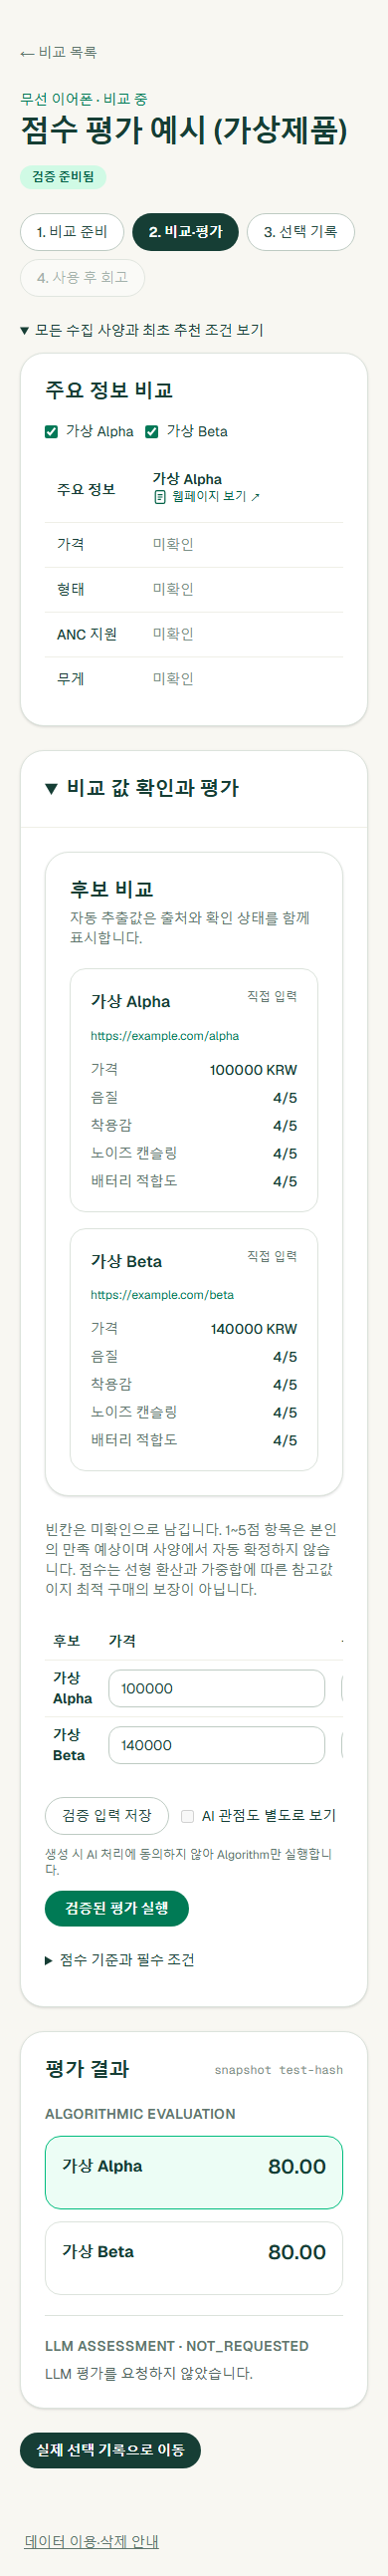 ← 비교 목록
무선 이어폰 · 비교 중
점수 평가 예시 (가상제품)
검증 준비됨
1. 비교 준비
2. 비교·평가
3. 선택 기록
4. 사용 후 회고
▼ 모든 수집 사양과 최초 추천 조건 보기
주요 정보 비교
가상 Alpha
가상 Beta
주요 정보
가상 Alpha
웹페이지 보기 ↗
가격 미확인
형태 미확인
ANC 지원 미확인
무게 미확인
▼ 비교 값 확인과 평가
후보 비교
자동 추출값은 출처와 확인 상태를 함께
표시합니다.
가상 Alpha 직접 입력
https://example.com/alpha
가격 100000 KRW
음질 4/5
착용감 4/5
노이즈 캔슬링 4/5
배터리 적합도 4/5
가상 Beta 직접 입력
https://example.com/beta
가격 140000 KRW
음질 4/5
착용감 4/5
노이즈 캔슬링 4/5
배터리 적합도 4/5
빈칸은 미확인으로 남깁니다. 1~5점 항목은 본인
의 만족 예상이며 사양에서 자동 확정하지 않습
니다. 점수는 선형 환산과 가중합에 따른 참고값
이지 최적 구매의 보장이 아닙니다.
후보 가격
가상
Alpha
100000
가상
Beta
140000
검증 입력 저장
AI 관점도 별도로 보기
생성 시 AI 처리에 동의하지 않아 Algorithm만 실행합니
다.
검증된 평가 실행
▶ 점수 기준과 필수 조건
평가 결과 snapshot test-hash
ALGORITHMIC EVALUATION
가상 Alpha 80.00
가상 Beta 80.00
LLM ASSESSMENT · NOT_REQUESTED
LLM 평가를 요청하지 않았습니다.
실제 선택 기록으로 이동
데이터 이용·삭제 안내